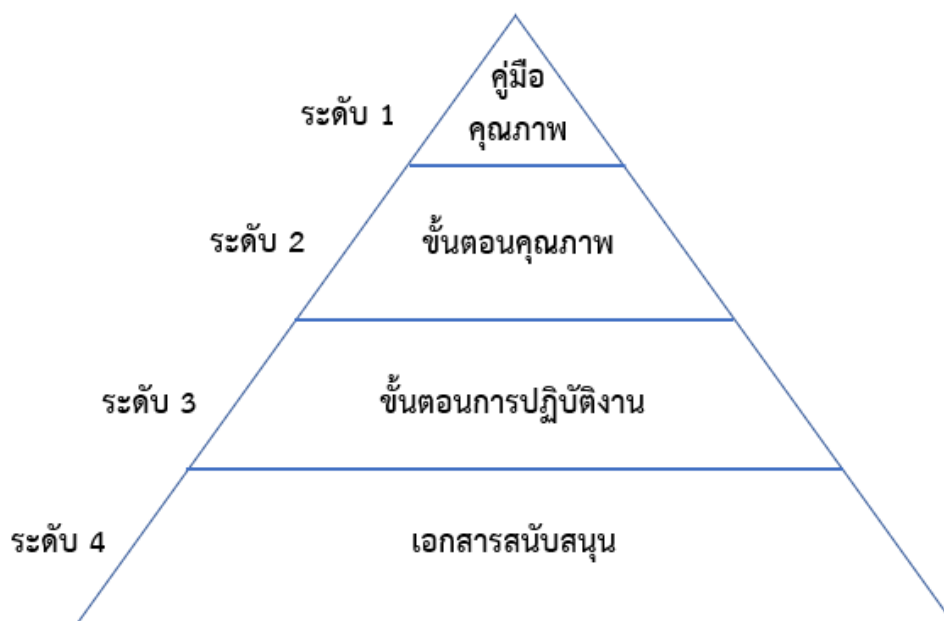 คู่มือ
คุณภาพ
ระดับ 1
ขั้นตอนคุณภาพ
ระดับ 2
ขั้นตอนการปฏิบัติงาน
ระดับ 3
เอกสารสนับสนุน
ระดับ 4